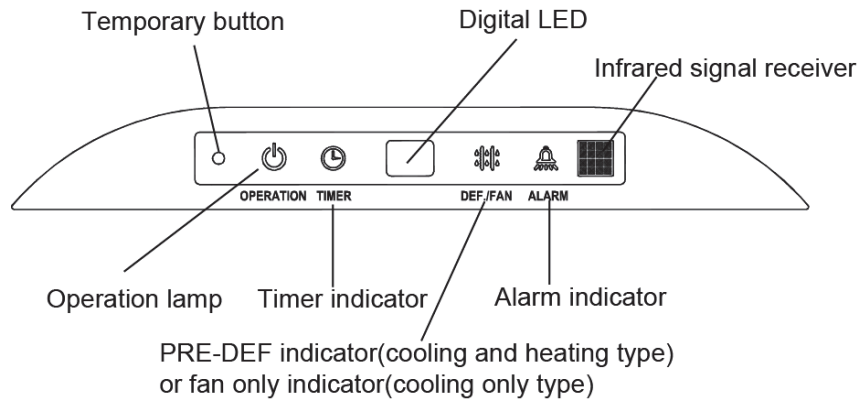 Temporary button
Digital LED
Infrared signal receiver
OPERATION TIMER DEF./FAN ALARM
Operation lamp
Timer indicator
Alarm indicator
PRE-DEF indicator(cooling and heating type)
or fan only indicator(cooling only type)